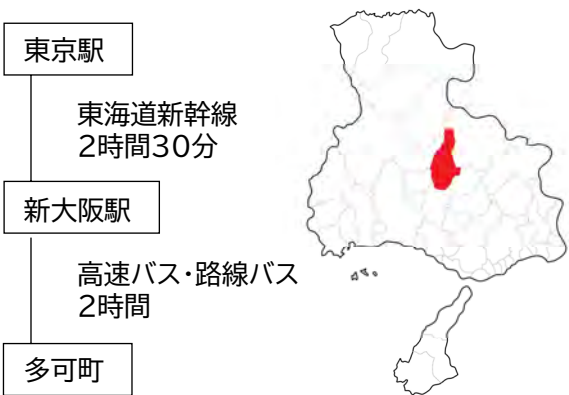 東京駅
東海道新幹線
2時間30分
新大阪駅
高速バス・路線バス
2時間
多可町